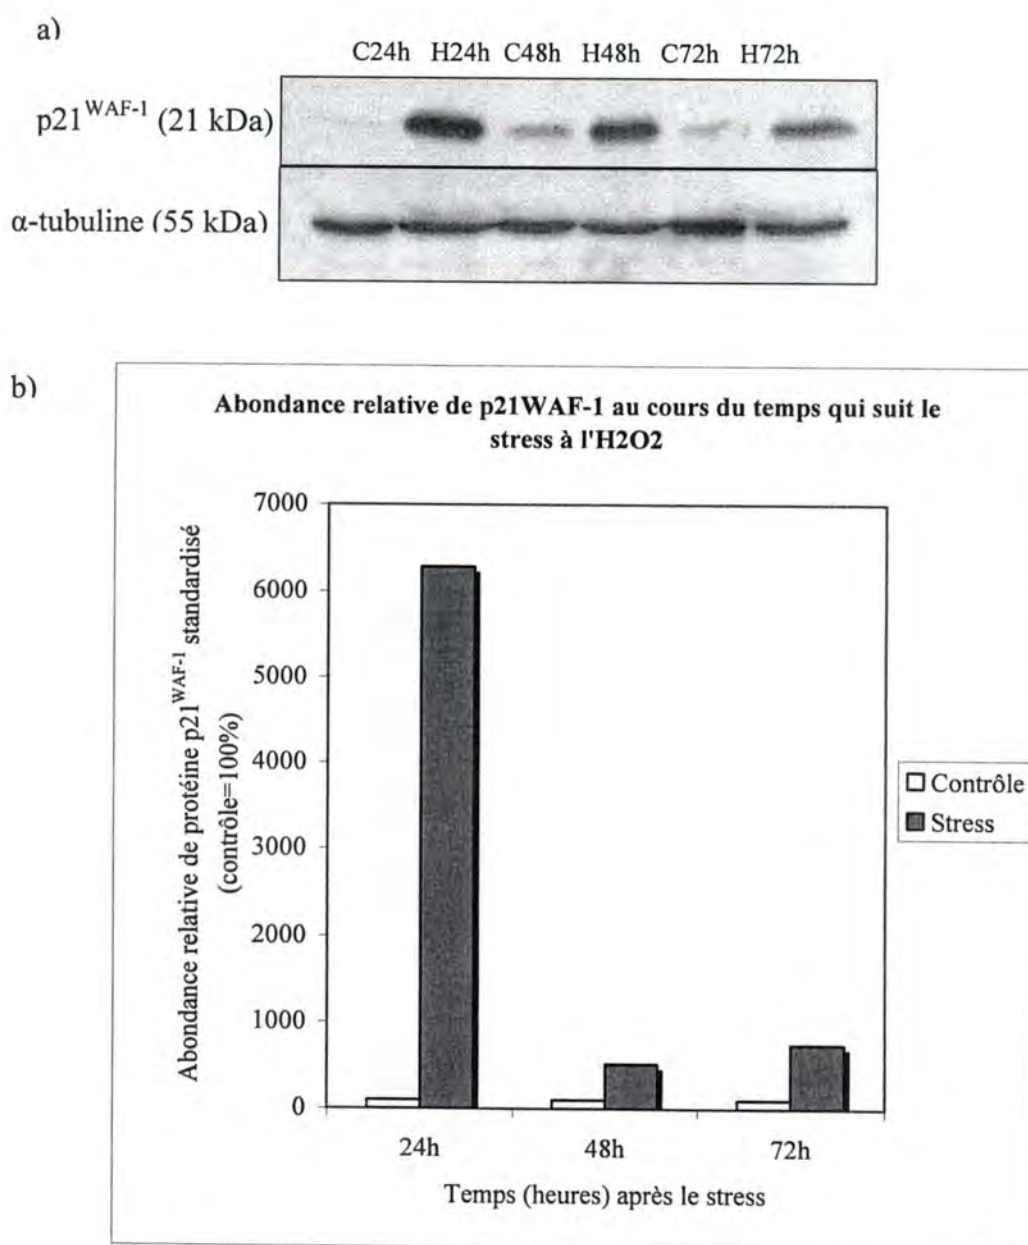 a)
C24h H24h C48h H48h C72h H72h
p21WAF-1 (21 kDa)
α-tubuline (55 kDa)
b)
Abondance relative de p21WAF-1 au cours du temps qui suit le
stress à l'H2O2
Abondance relative de protéine p21WAF-1 standardisé
(contrôle=100%)
7000
6000
5000
4000
3000
2000
1000
0
24h 48h 72h
Temps (heures) après le stress
Contrôle
Stress